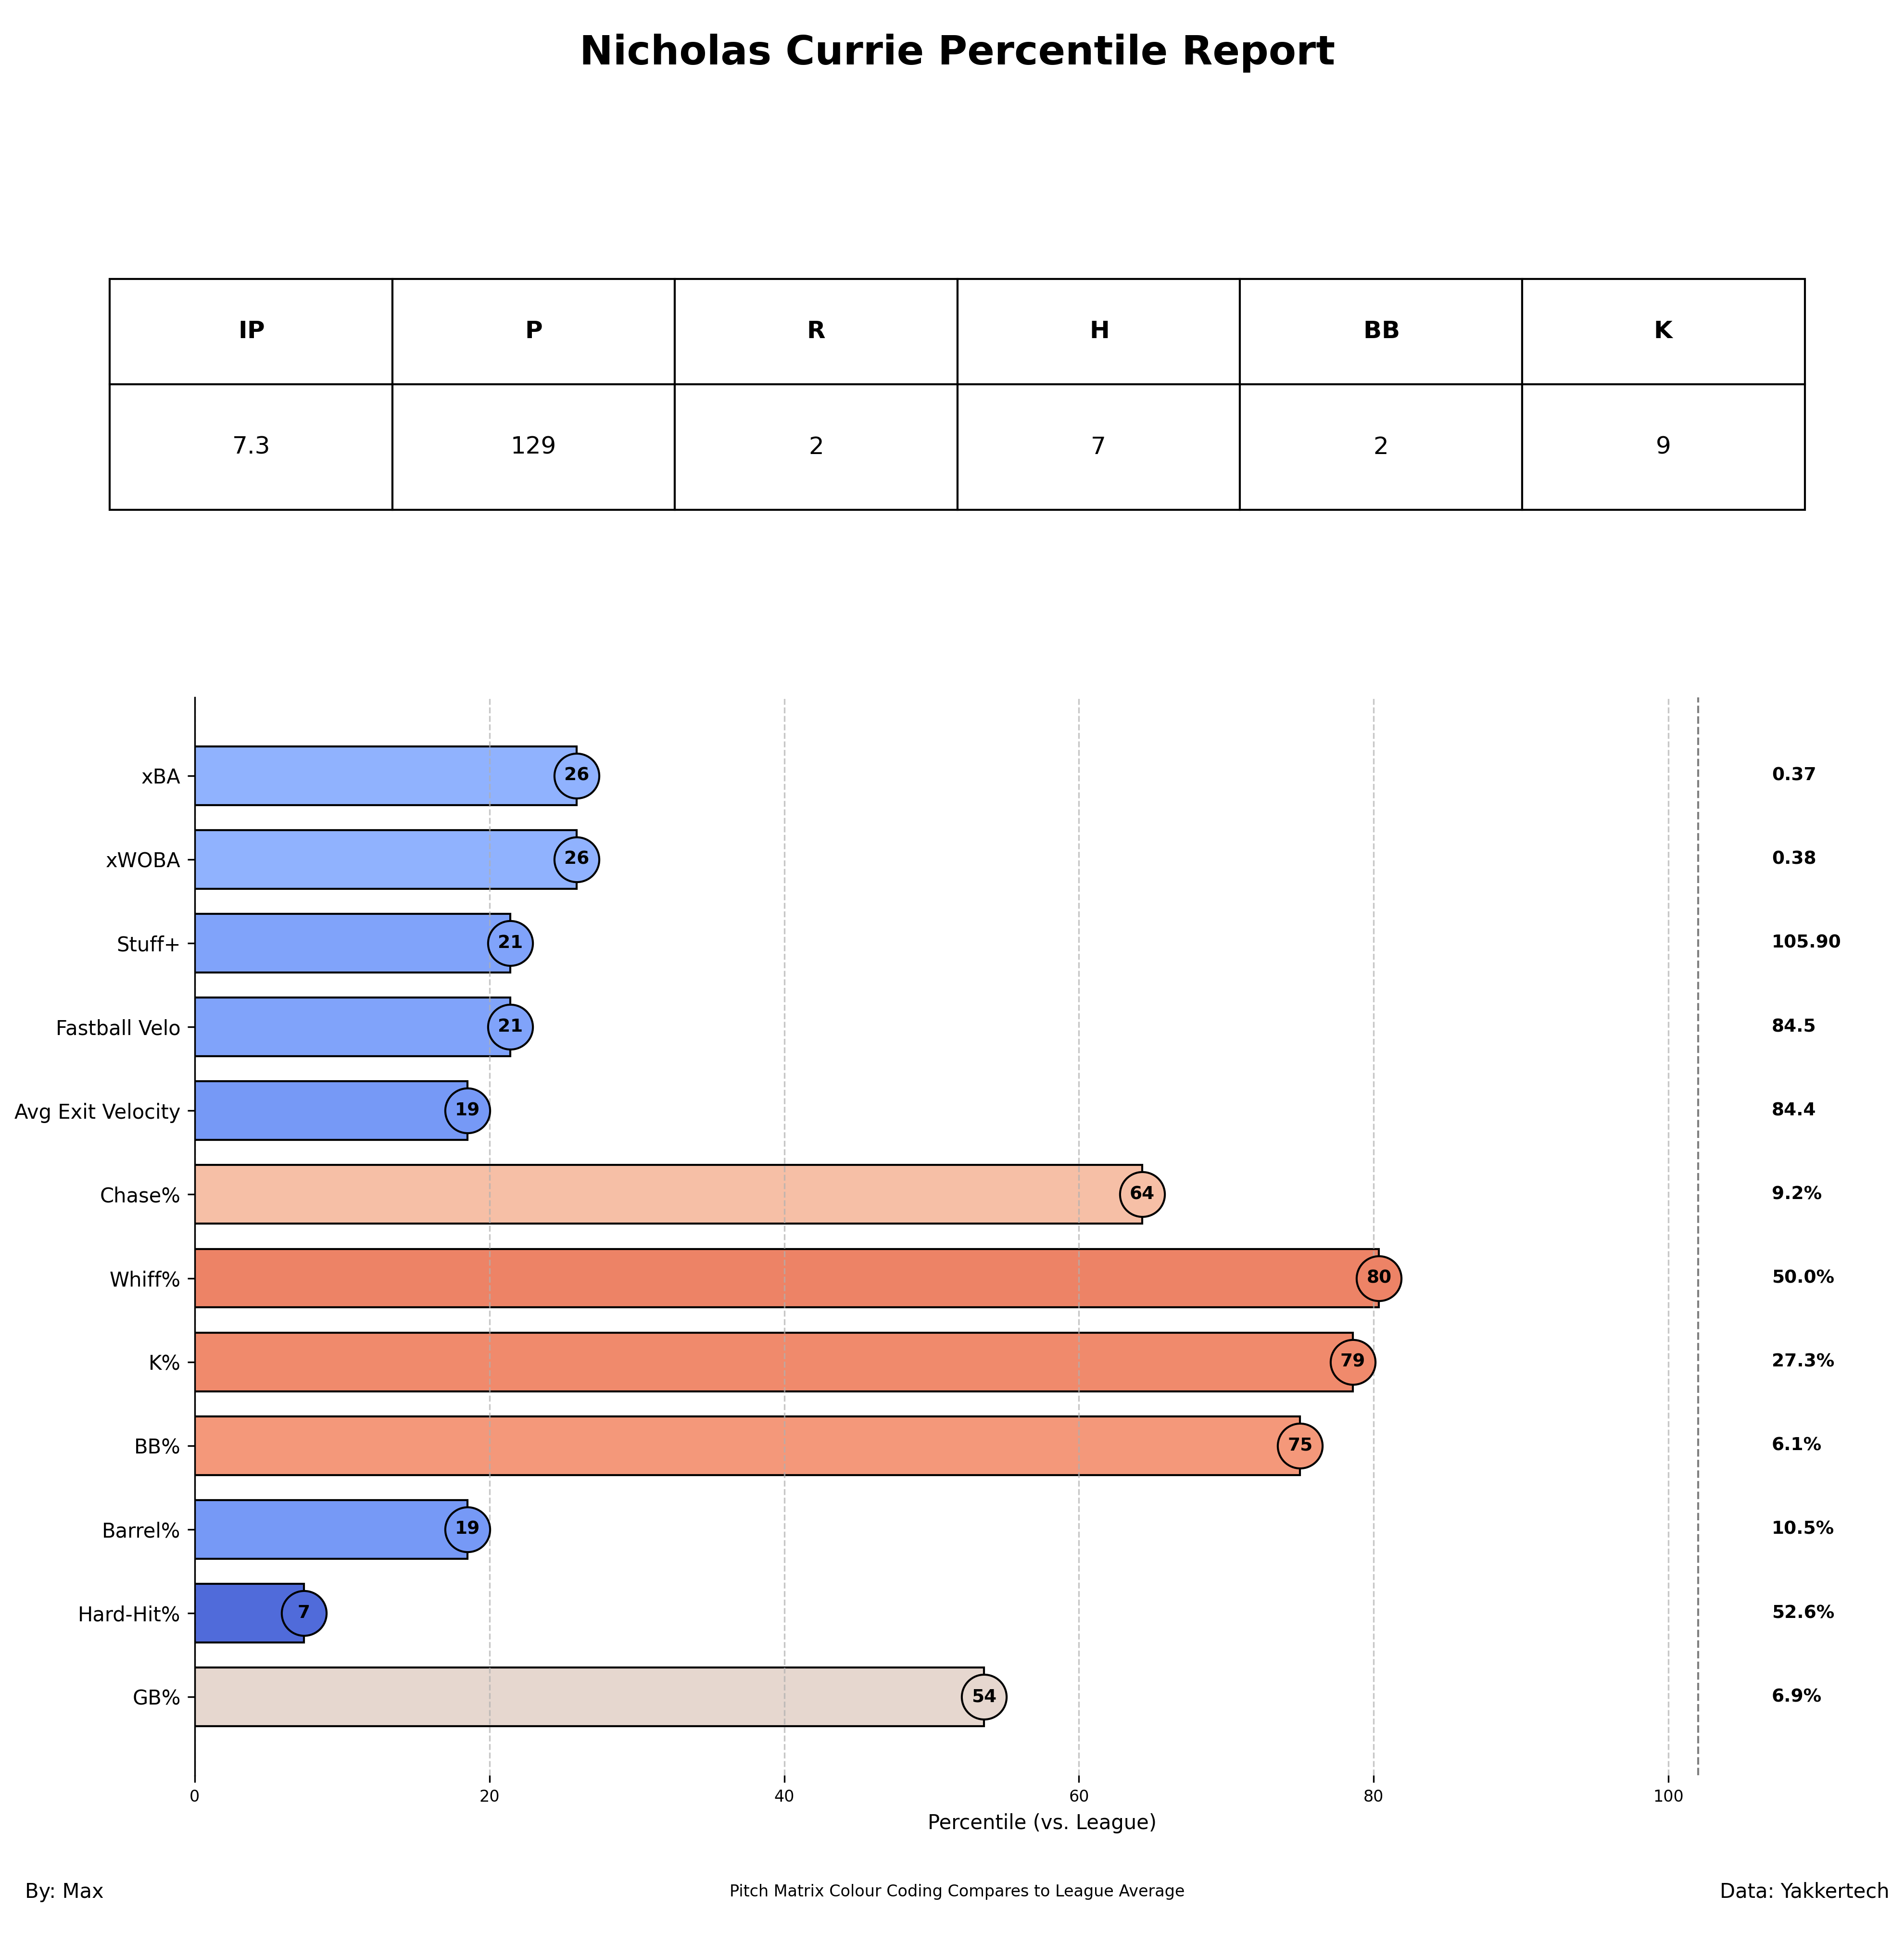 Nicholas Currie Percentile Report
IP P R H BB K
7.3 129 2 7 2 9
xBA 26 0.37
xWOBA 26 0.38
Stuff+ 21 105.90
Fastball Velo 21 84.5
Avg Exit Velocity 19 84.4
Chase% 64 9.2%
Whiff% 80 50.0%
K% 79 27.3%
BB% 75 6.1%
Barrel% 19 10.5%
Hard-Hit% 7 52.6%
GB% 54 6.9%
0 20 40 60 80 100
Percentile (vs. League)
By: Max Pitch Matrix Colour Coding Compares to League Average Data: Yakkertech